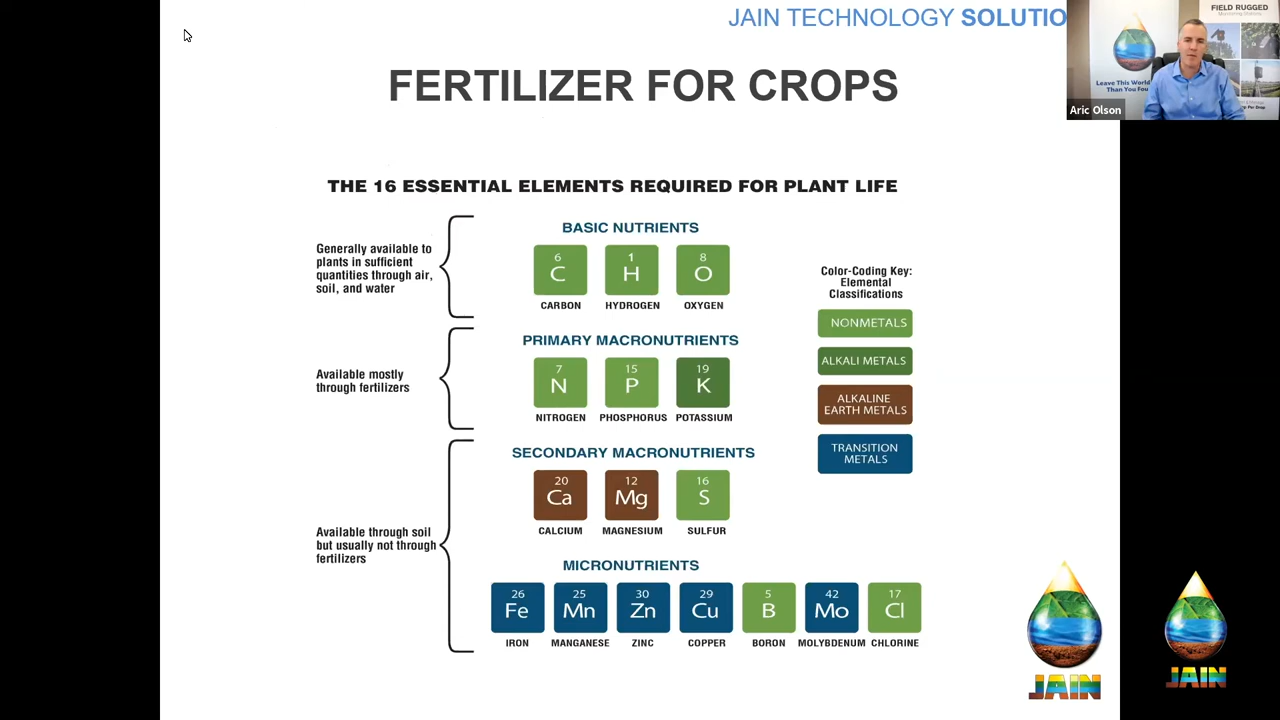 JAIN TECHNOLOGY SOLUTIO
FIELD RUGGED
Leave This World
Than You Fou
Aric Olson
FERTILIZER FOR CROPS
THE 16 ESSENTIAL ELEMENTS REQUIRED FOR PLANT LIFE
Generally available to
plants in sufficient
quantities through air,
soil, and water
BASIC NUTRIENTS
6 1 8
C H O
CARBON HYDROGEN OXYGEN
Available mostly
through fertilizers
PRIMARY MACRONUTRIENTS
7 15 19
N P K
NITROGEN PHOSPHORUS POTASSIUM
Available through soil
but usually not through
fertilizers
SECONDARY MACRONUTRIENTS
20 12 16
Ca Mg S
CALCIUM MAGNESIUM SULFUR
MICRONUTRIENTS
26 25 30 29 5 42 17
Fe Mn Zn Cu B Mo Cl
IRON MANGANESE ZINC COPPER BORON MOLYBDENUM CHLORINE
Color-Coding Key:
Elemental
Classifications
NONMETALS
ALKALI METALS
ALKALINE
EARTH METALS
TRANSITION
METALS
JAIN
JAIN